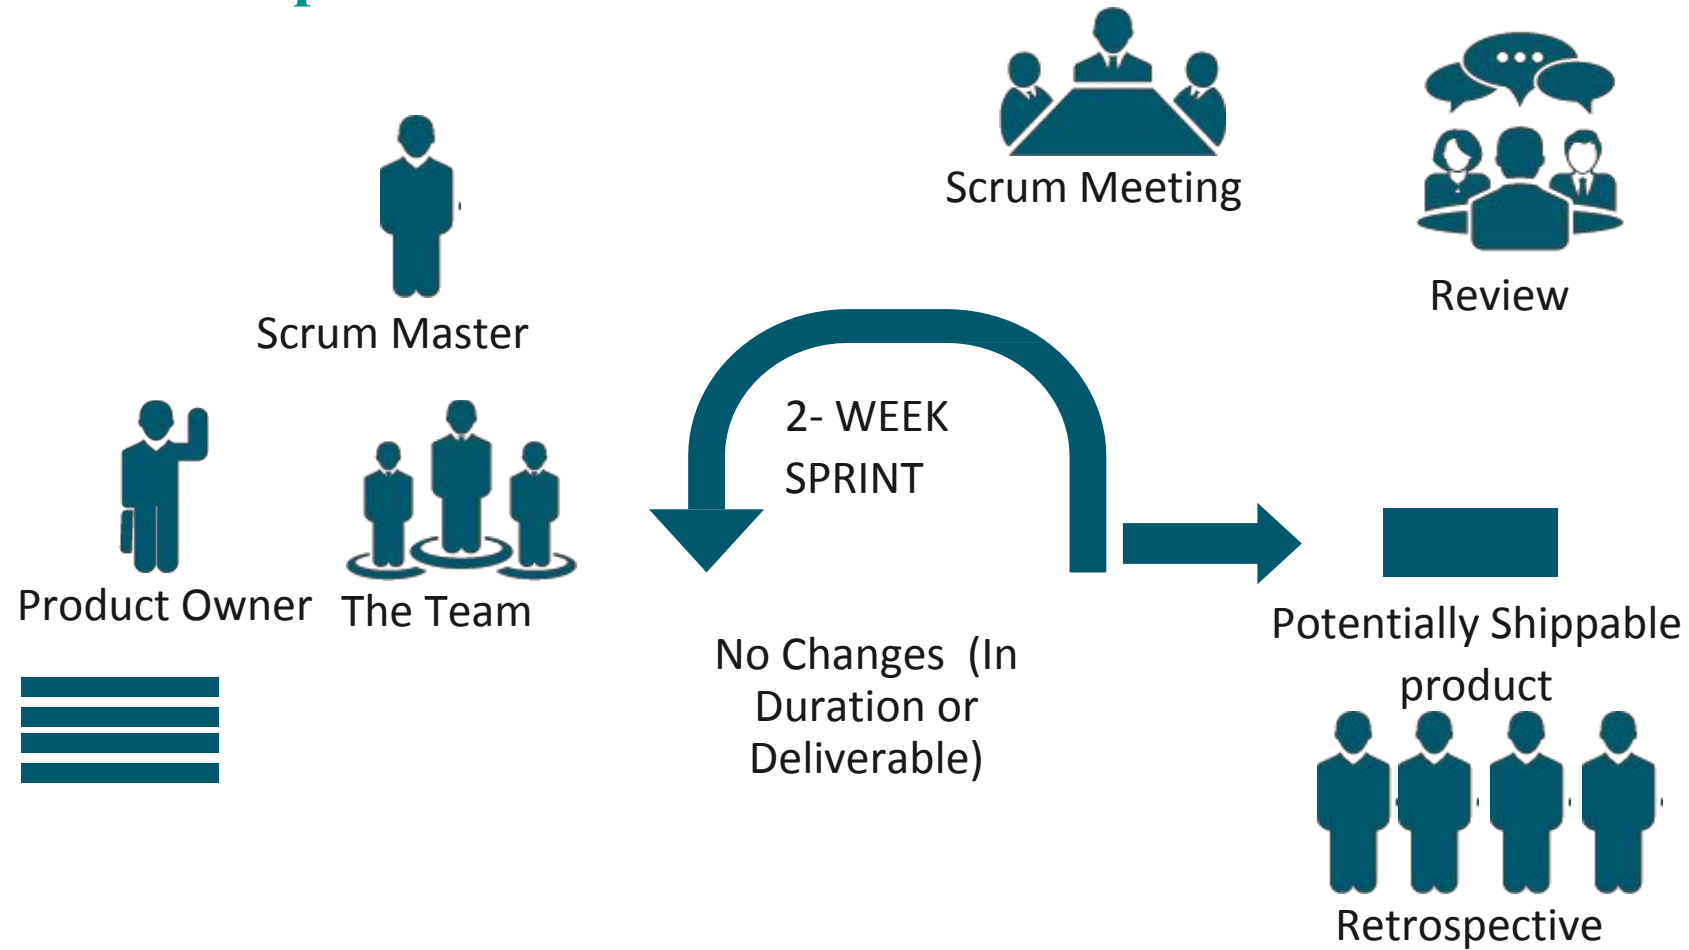 Scrum Meeting
Review
Scrum Master
2- WEEK
SPRINT
Product Owner
The Team
No Changes  (In
Duration or
Deliverable)
Potentially Shippable
product
Retrospective